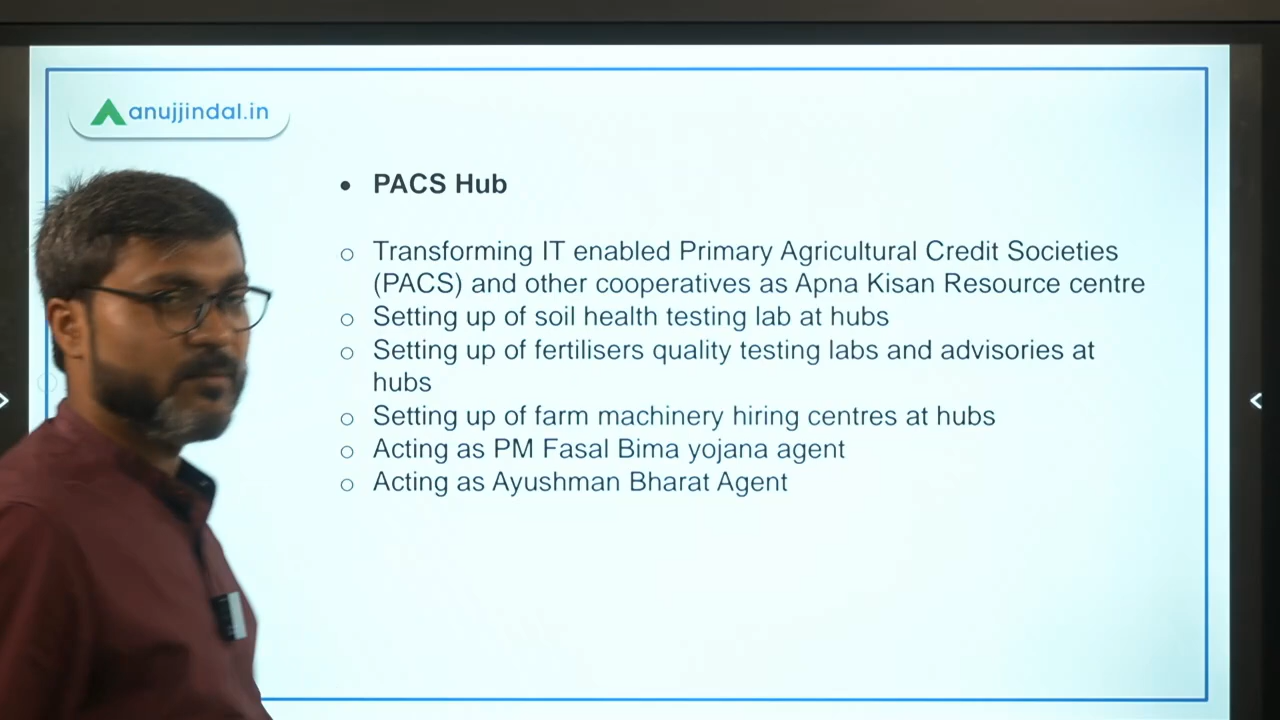 anujjindal.in
• PACS Hub
○ Transforming IT enabled Primary Agricultural Credit Societies
(PACS) and other cooperatives as Apna Kisan Resource centre
○ Setting up of soil health testing lab at hubs
○ Setting up of fertilisers quality testing labs and advisories at
hubs
○ Setting up of farm machinery hiring centres at hubs
○ Acting as PM Fasal Bima yojana agent
○ Acting as Ayushman Bharat Agent